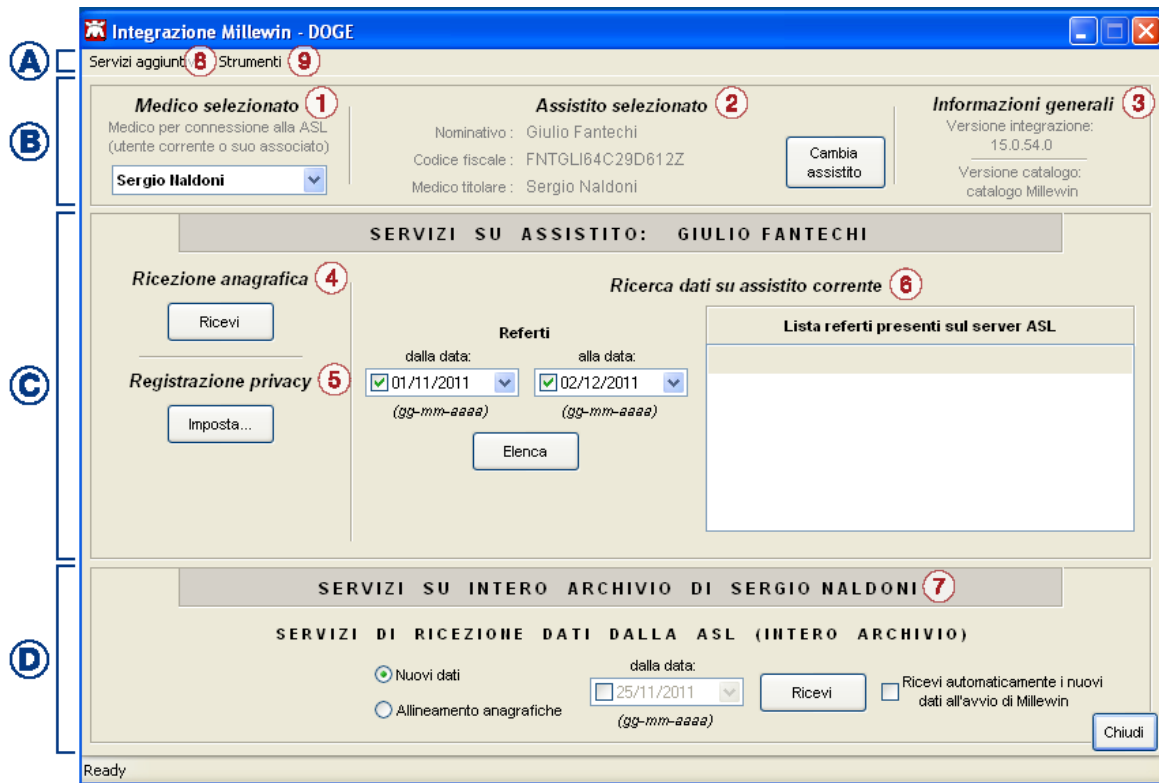 Integrazione Millewin - DOGE
A
Servizi aggiuntivi 8 Strumenti 9
B
Medico selezionato 1
Medico per connessione alla ASL
(utente corrente o suo associato)
Sergio Naldoni
Assistito selezionato 2
Nominativo : Giulio Fantechi
Codice fiscale : FNTGLI64C29D612Z
Medico titolare : Sergio Naldoni
Cambia
assistito
Informazioni generali 3
Versione integrazione:
15.0.54.0
Versione catalogo:
catalogo Millewin
C
SERVIZI SU ASSISTITO: GIULIO FANTECHI
Ricezione anagrafica 4
Ricevi
Registrazione privacy 5
Imposta...
Ricerca dati su assistito corrente 6
Referti
dalla data: alla data:
01/11/2011 02/12/2011
(gg-mm-aaaa) (gg-mm-aaaa)
Elenca
Lista referti presenti sul server ASL
D
SERVIZI SU INTERO ARCHIVIO DI SERGIO NALDONI 7
SERVIZI DI RICEZIONE DATI DALLA ASL (INTERO ARCHIVIO)
Nuovi dati
Allineamento anagrafiche
dalla data:
25/11/2011
(gg-mm-aaaa)
Ricevi
Ricevi automaticamente i nuovi
dati all'avvio di Millewin
Chiudi
Ready